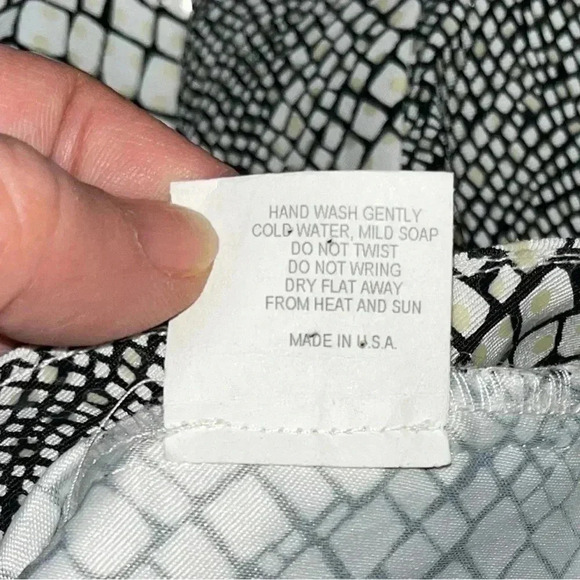 HAND WASH GENTLY
COLD WATER, MILD SOAP
DO NOT TWIST
DO NOT WRING
DRY FLAT AWAY
FROM HEAT AND SUN
MADE IN U.S.A.